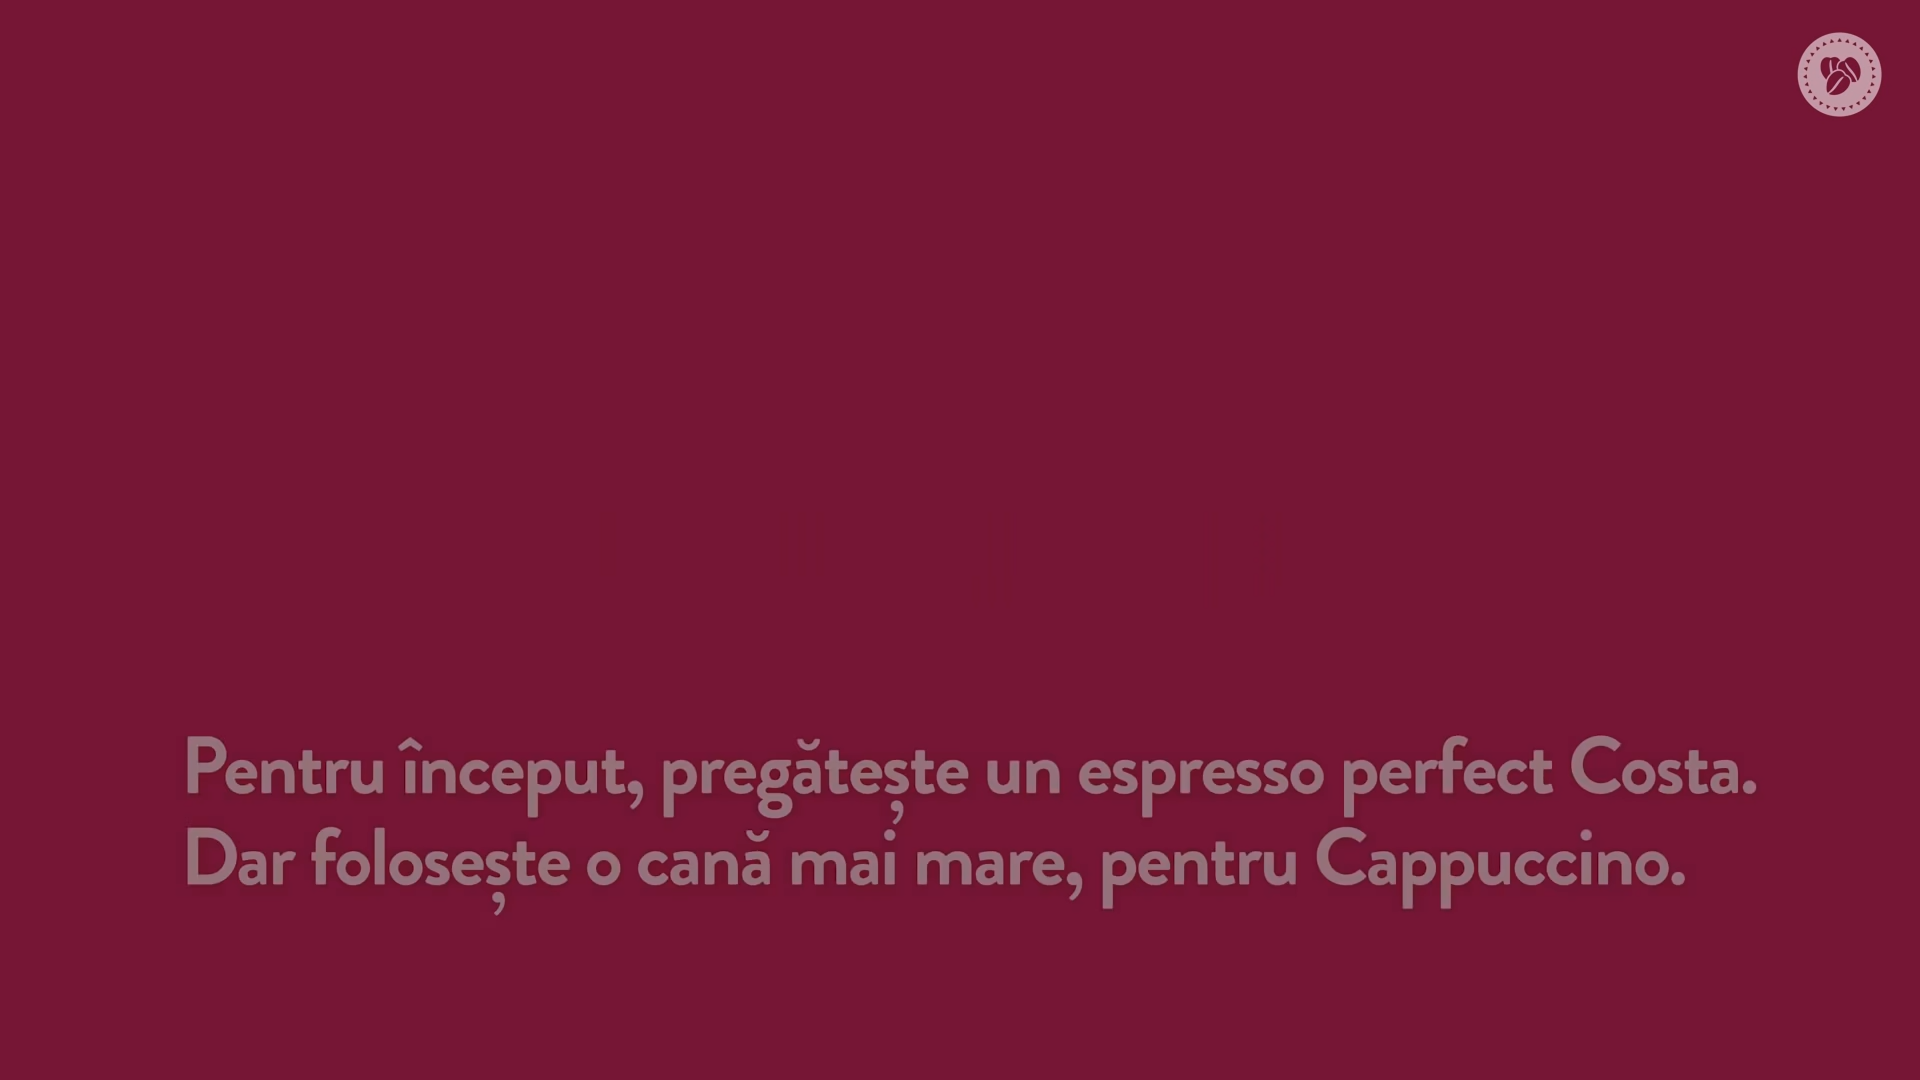 Pentru început, pregătește un espresso perfect Costa.
Dar folosește o cană mai mare, pentru Cappuccino.